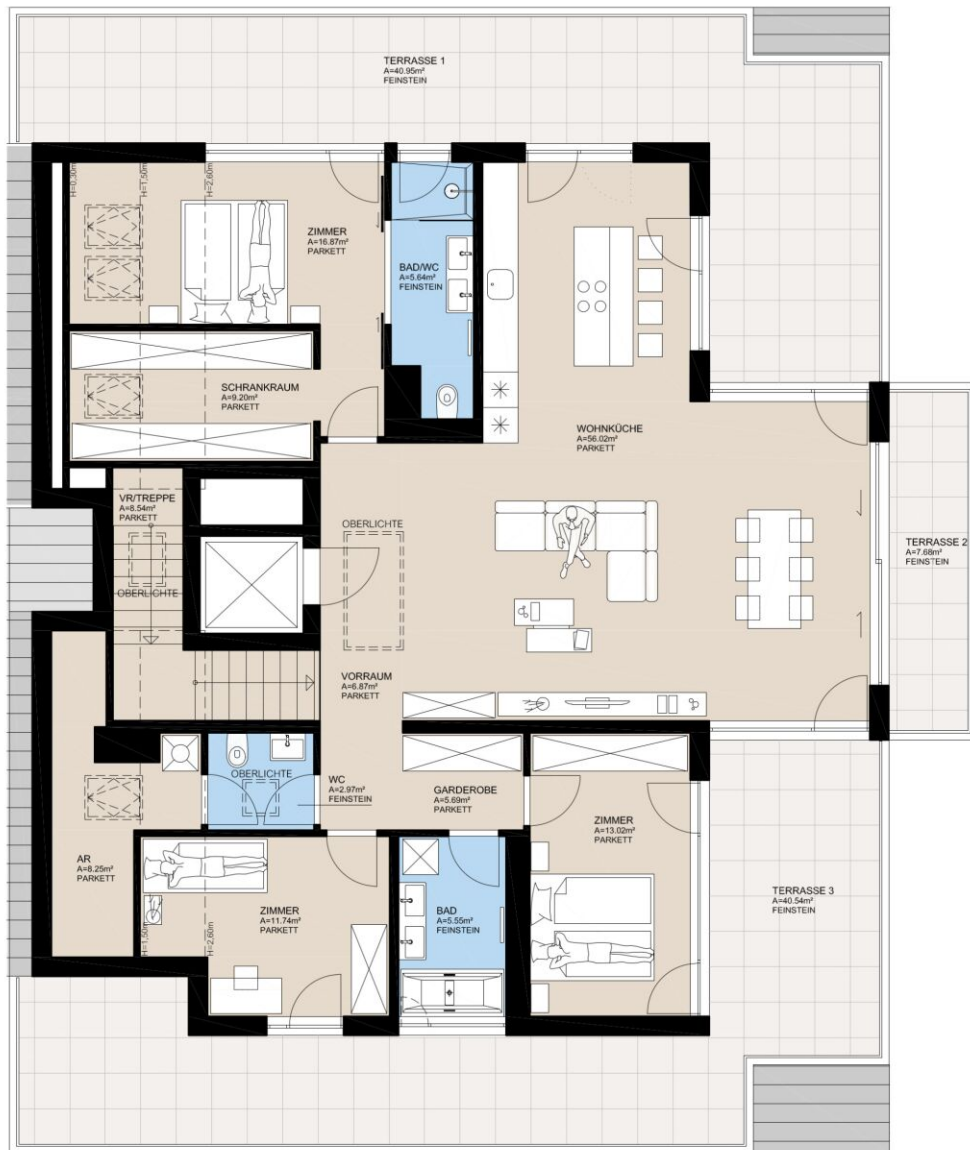 TERRASSE 1
A=40.95m²
FEINSTEIN
H=0,30m
H=1,50m
H=2,60m
ZIMMER
A=16.87m²
PARKETT
BAD/WC
A=5.64m²
FEINSTEIN
SCHRANKRAUM
A=9.20m²
PARKETT
WOHNKÜCHE
A=56.02m²
PARKETT
VR/TREPPE
A=8.54m²
PARKETT
OBERLICHTE
OBERLICHTE
TERRASSE 2
A=7.68m²
FEINSTEIN
VORRAUM
A=6.87m²
PARKETT
OBERLICHTE
WC
A=2.97m²
FEINSTEIN
GARDEROBE
A=5.69m²
PARKETT
ZIMMER
A=13.02m²
PARKETT
AR
A=8.25m²
PARKETT
ZIMMER
A=11.74m²
PARKETT
H=1,50m
H=2,60m
BAD
A=5.55m²
FEINSTEIN
TERRASSE 3
A=40.54m²
FEINSTEIN